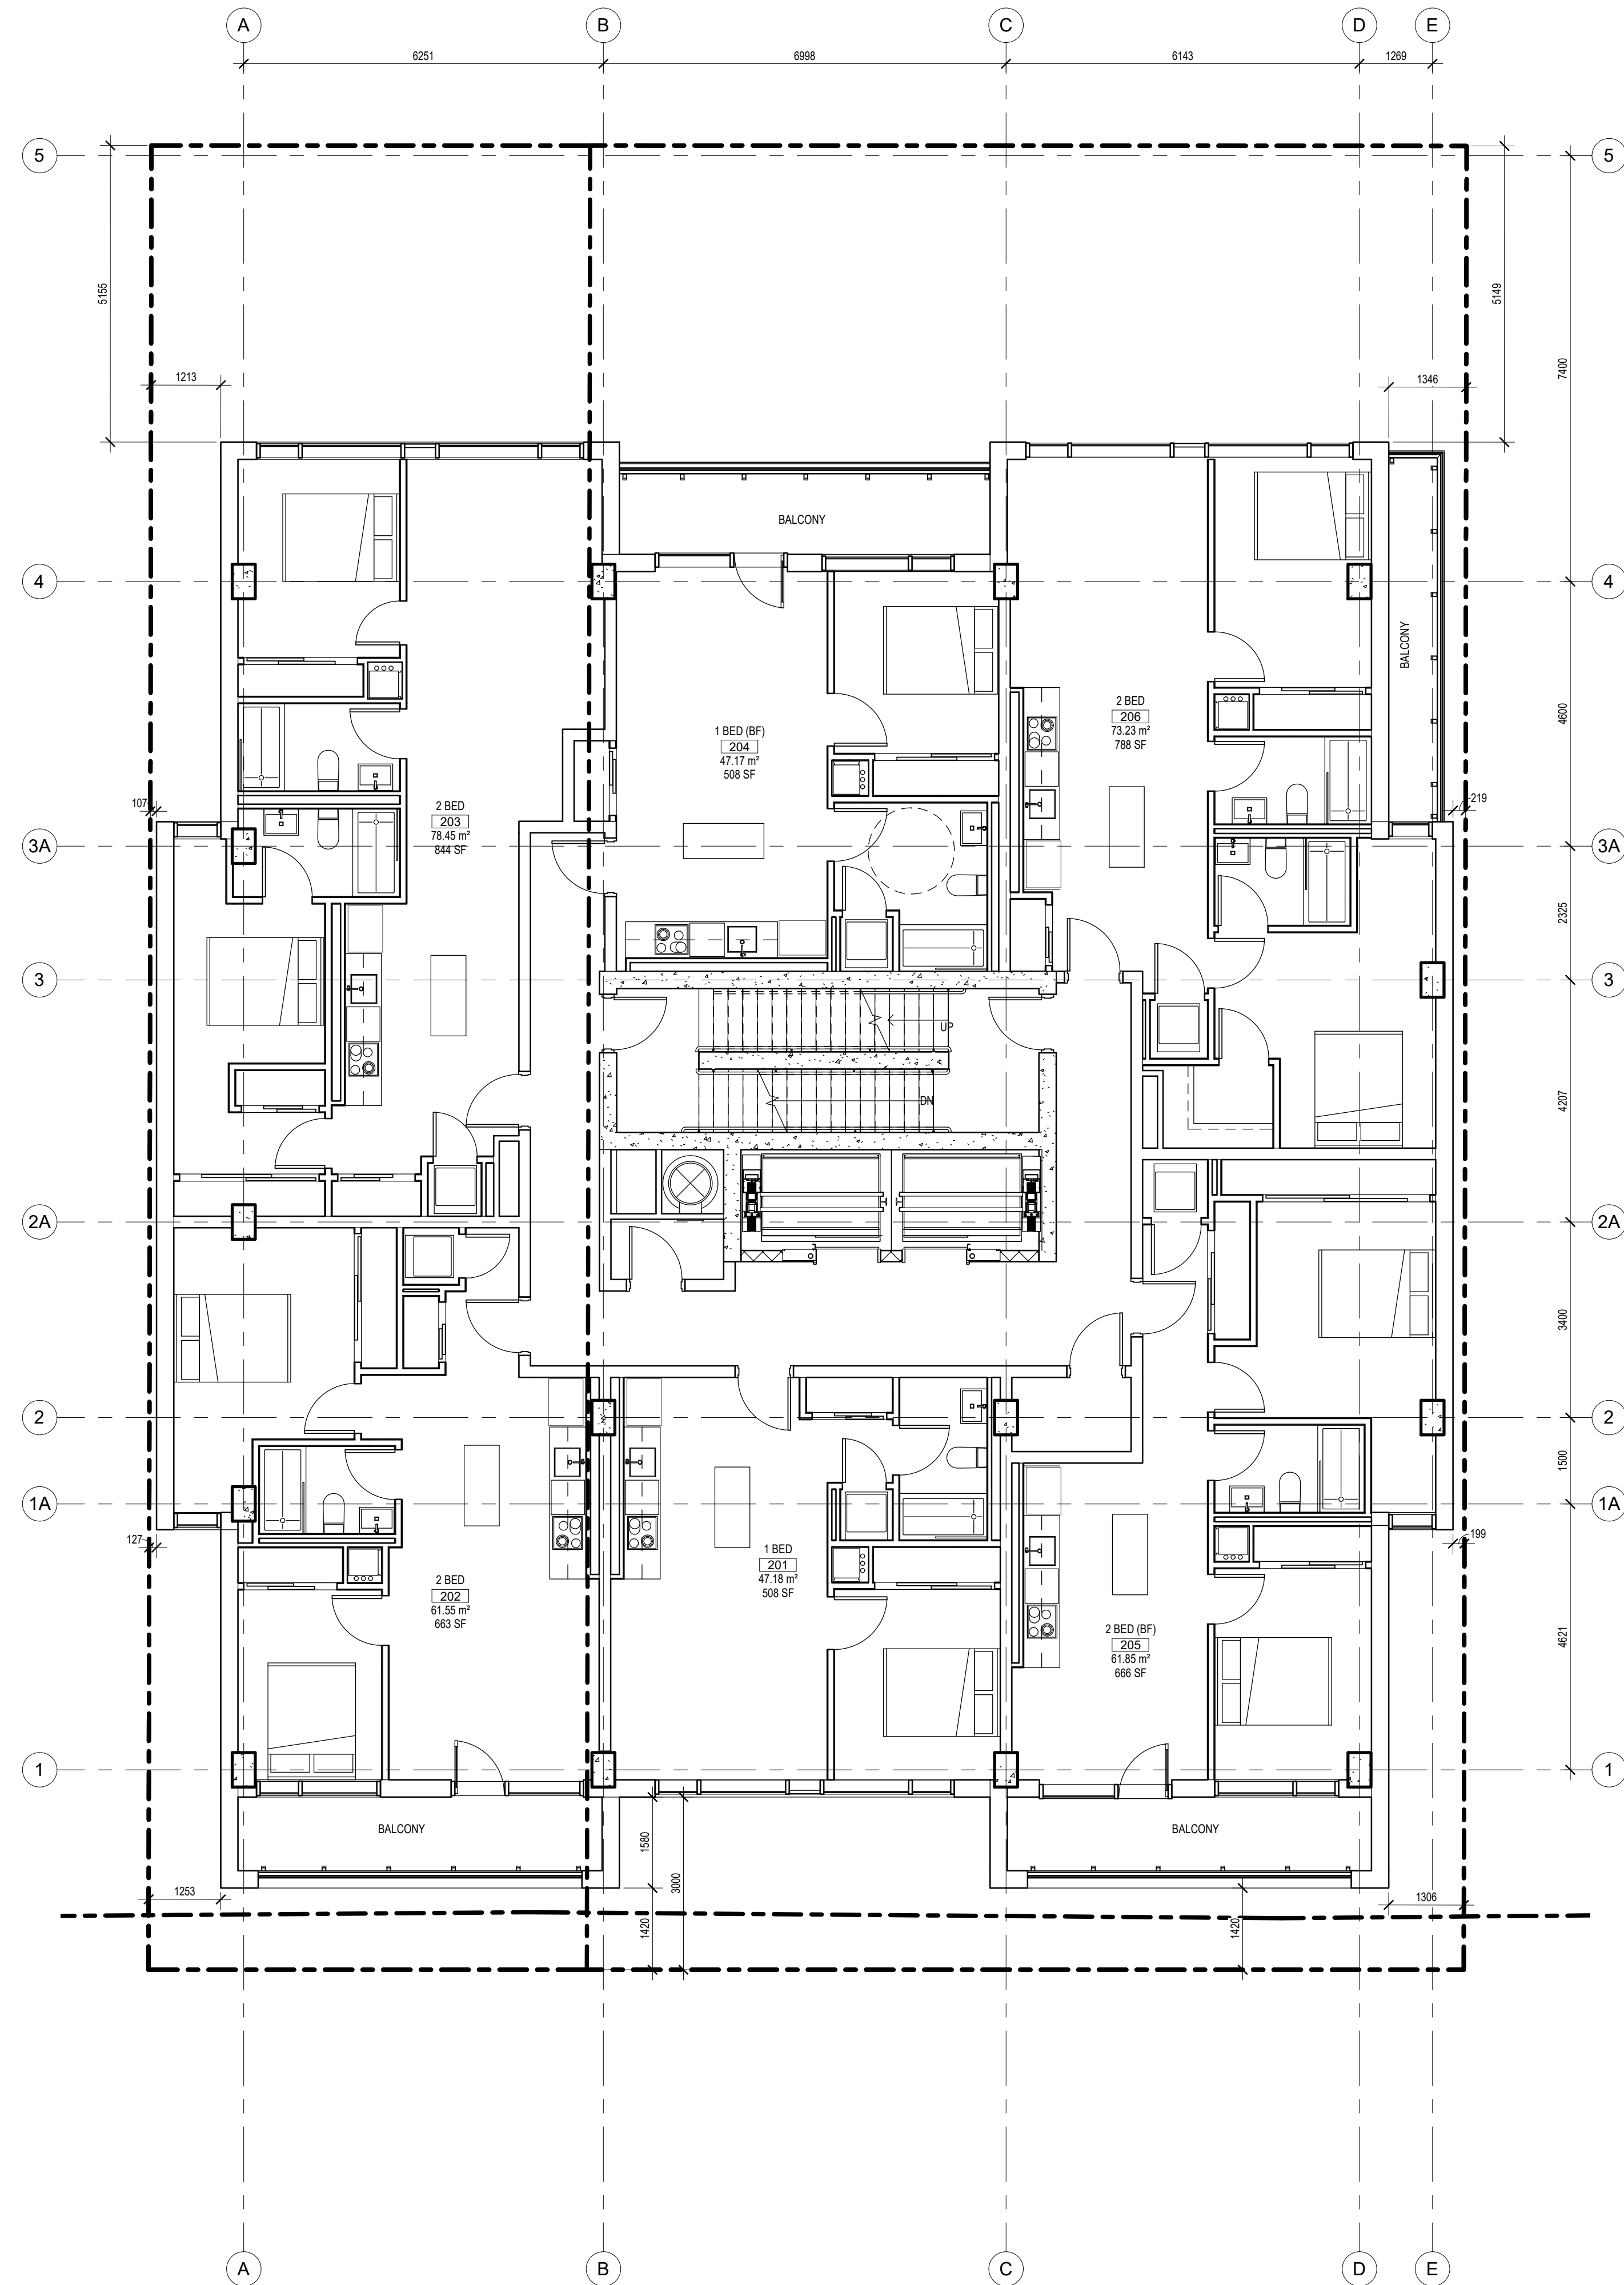 A B C D E
6251 6998 6143 1269
5 5
5155 5149
7400
1213 1346
BALCONY
4 4
BALCONY
4600
2 BED
206
73.23 m²
788 SF
1 BED (BF)
204
47.17 m²
508 SF
2 BED
203
78.45 m²
844 SF
107 219
3A 3A
2325
3 3
UP
DN
4207
2A 2A
3400
2 2
1500
1A 1A
127 199
1 BED
201
47.18 m²
508 SF
2 BED
202
61.55 m²
663 SF
2 BED (BF)
205
61.85 m²
666 SF
4621
1 1
BALCONY BALCONY
1580
3000
1253 1306
1420 1420
A B C D E